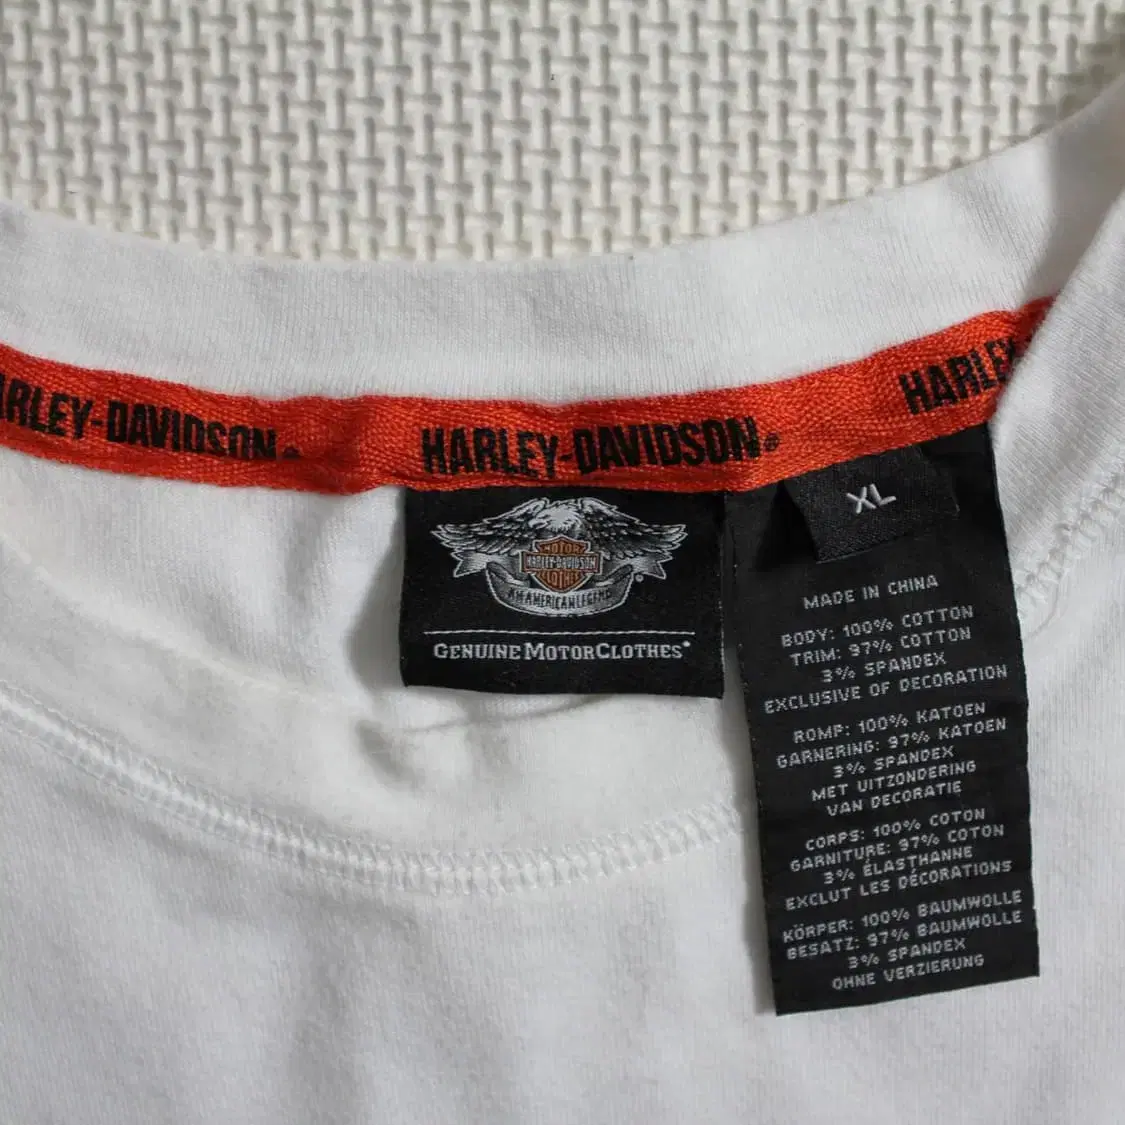 ARLEY-DAVIDSON®
HARLEY-DAVIDSON®
HARLE
MOTOR
HARLEY-DAVIDSON
CLOTHES
AN AMERICAN LEGEND
®
GENUINE MOTORCLOTHES®
XL
MADE IN CHINA
BODY: 100% COTTON
TRIM: 97% COTTON
3% SPANDEX
EXCLUSIVE OF DECORATION
ROMP: 100% KATOEN
GARNERING: 97% KATOEN
3% SPANDEX
MET UITZONDERING
VAN DECORATIE
CORPS: 100% COTON
GARNITURE: 97% COTON
3% ÉLASTHANNE
EXCLUT LES DÉCORATIONS
KÖRPER: 100% BAUMWOLLE
BESATZ: 97% BAUMWOLLE
3% SPANDEX
OHNE VERZIERUNG